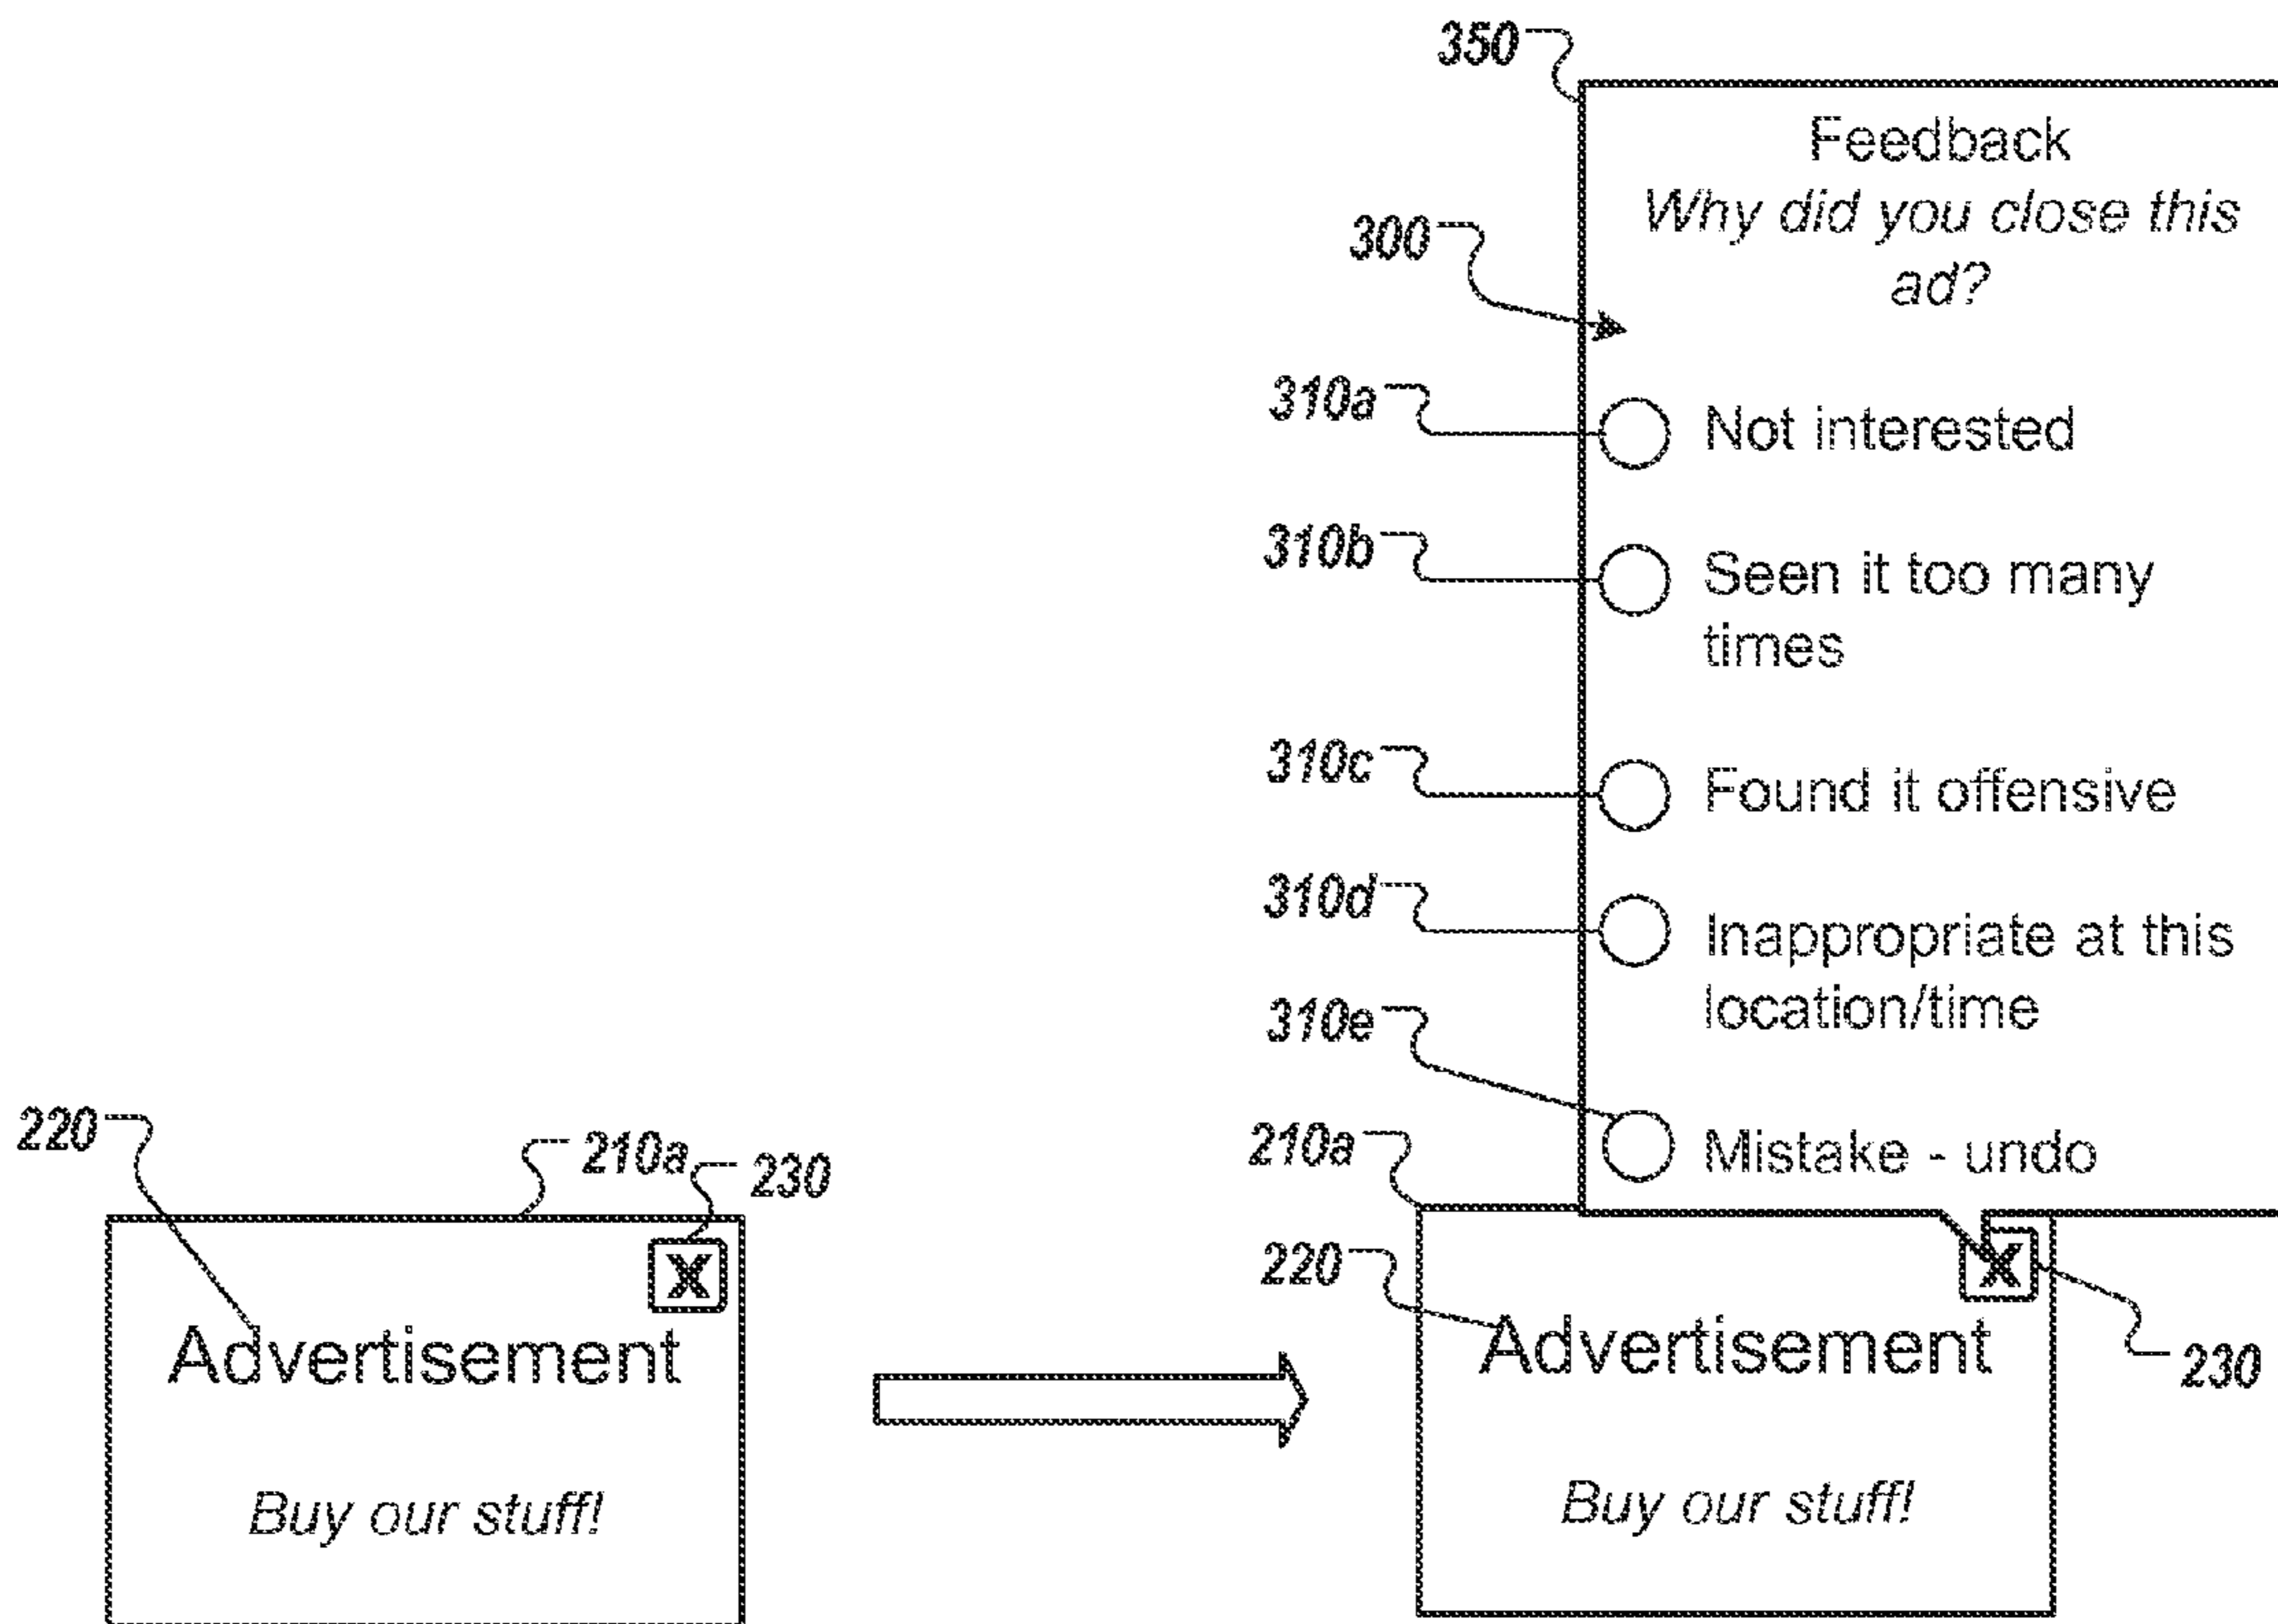 350
Feedback
Why did you close this
ad?
300
310a
Not interested
310b
Seen it too many
times
310c
Found it offensive
310d
Inappropriate at this
location/time
310e
Mistake - undo
220
210a
230
X
Advertisement
Buy our stuff!
210a
220
X
Advertisement
230
Buy our stuff!